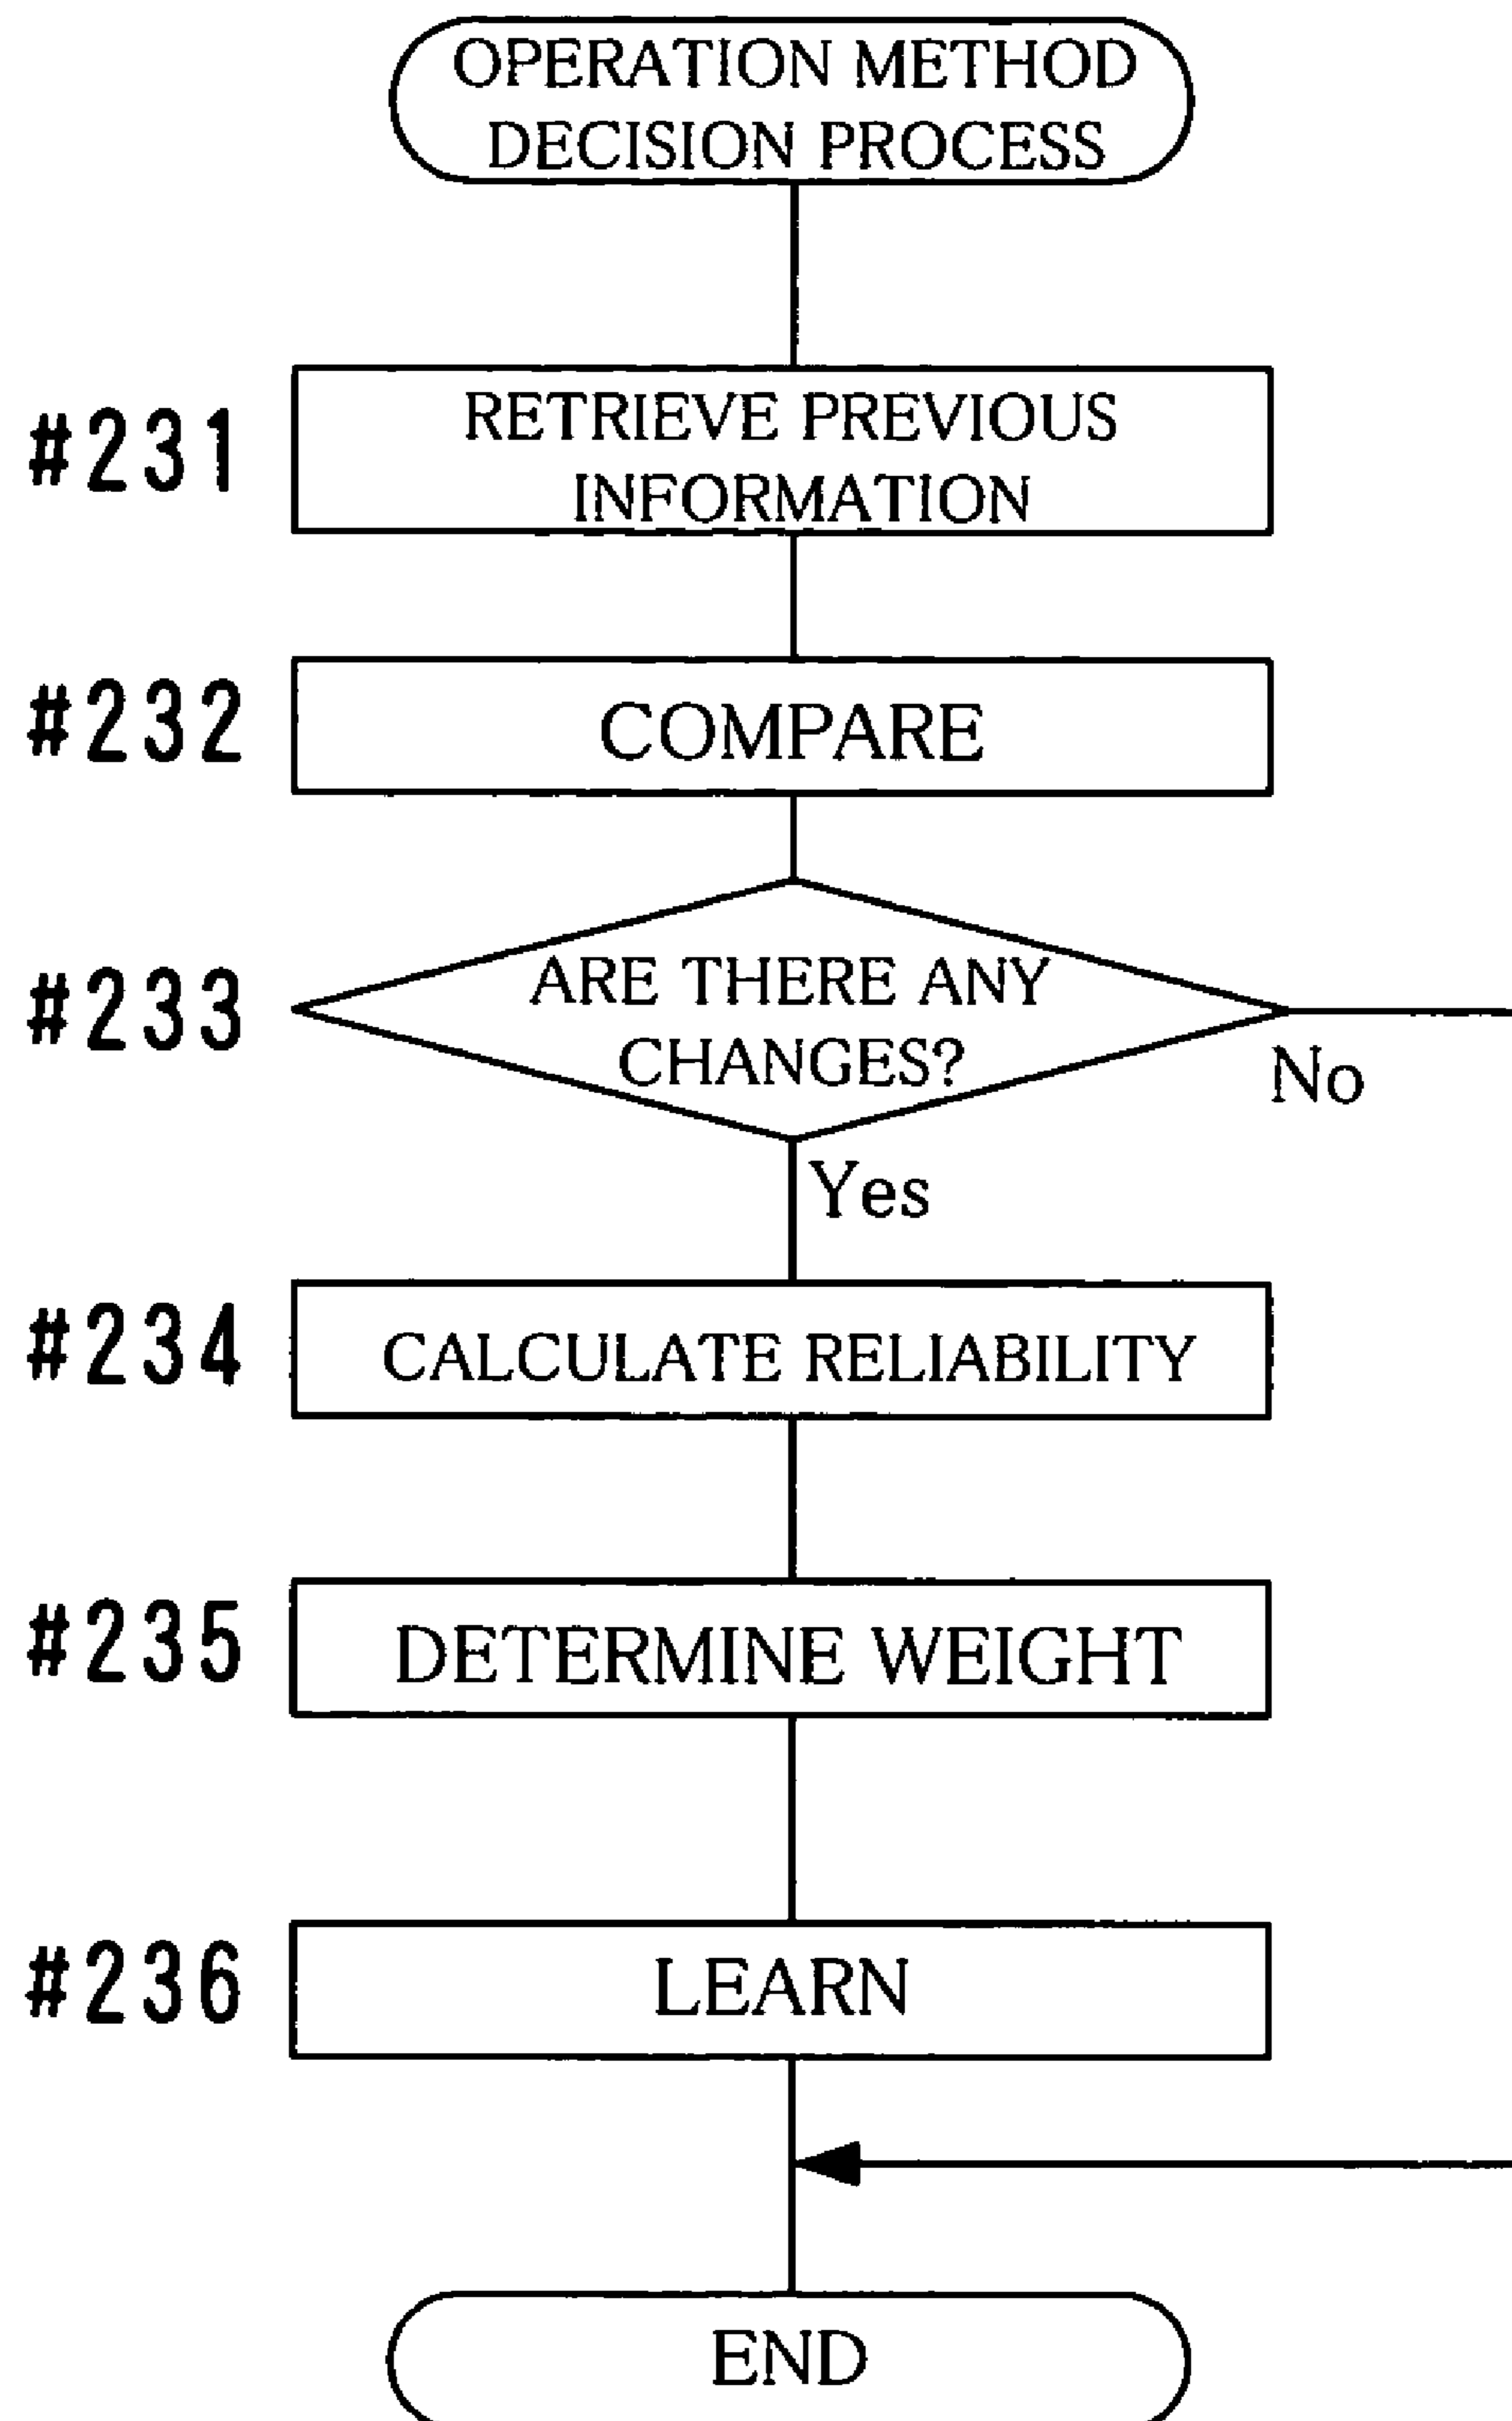 OPERATION METHOD
DECISION PROCESS
#231
RETRIEVE PREVIOUS
INFORMATION
#232
COMPARE
#233
ARE THERE ANY
CHANGES?
No
Yes
#234
CALCULATE RELIABILITY
#235
DETERMINE WEIGHT
#236
LEARN
END